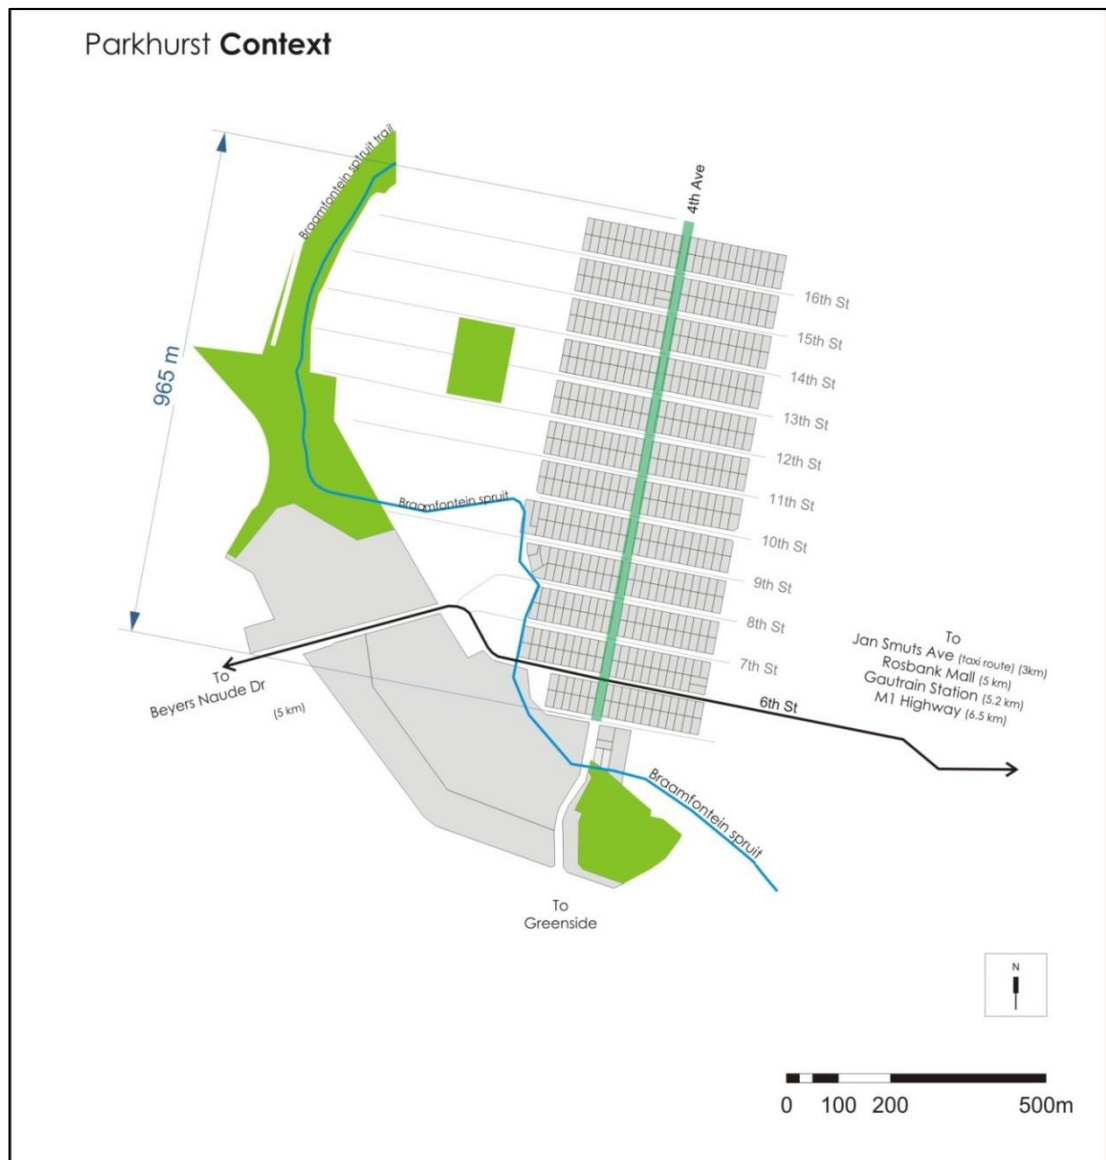 Parkhurst Context
Braamfontein spruit trail
4th Ave
965 m
16th St
15th St
14th St
13th St
12th St
11th St
10th St
9th St
8th St
7th St
6th St
Braamfontein spruit
To
Beyers Naude Dr
(5 km)
To
Jan Smuts Ave (taxi route) (3km)
Rosbank Mall (5 km)
Gautrain Station (5.2 km)
M1 Highway (6.5 km)
Braamfontein spruit
To
Greenside
N
0 100 200 500m